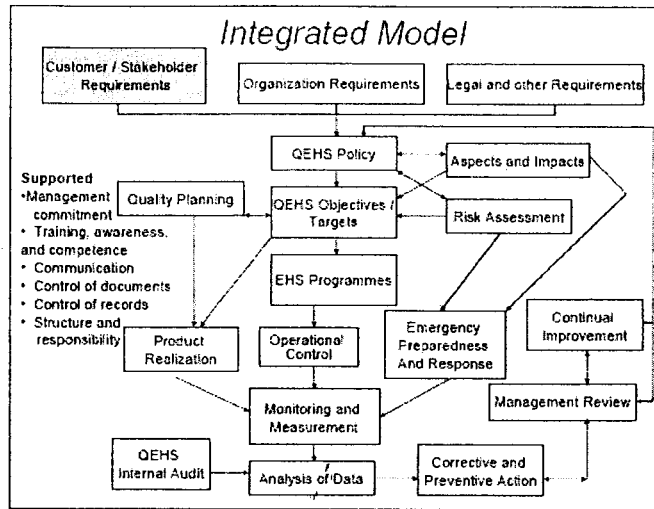 Integrated Model
Customer / Stakeholder
Requirements
Organization Requirements
Legal and other Requirements
QEHS Policy
Aspects and Impacts
Supported
•Management
commitment
• Training, awareness,
and competence
• Communication
• Control of documents
• Control of records
• Structure and
responsibility
Quality Planning
QEHS Objectives /
Targets
Risk Assessment
EHS Programmes
Product
Realization
Operational
Control
Emergency
Preparedness
And Response
Continual
Improvement
Monitoring and
Measurement
Management Review
QEHS
Internal Audit
Analysis of Data
Corrective and
Preventive Action